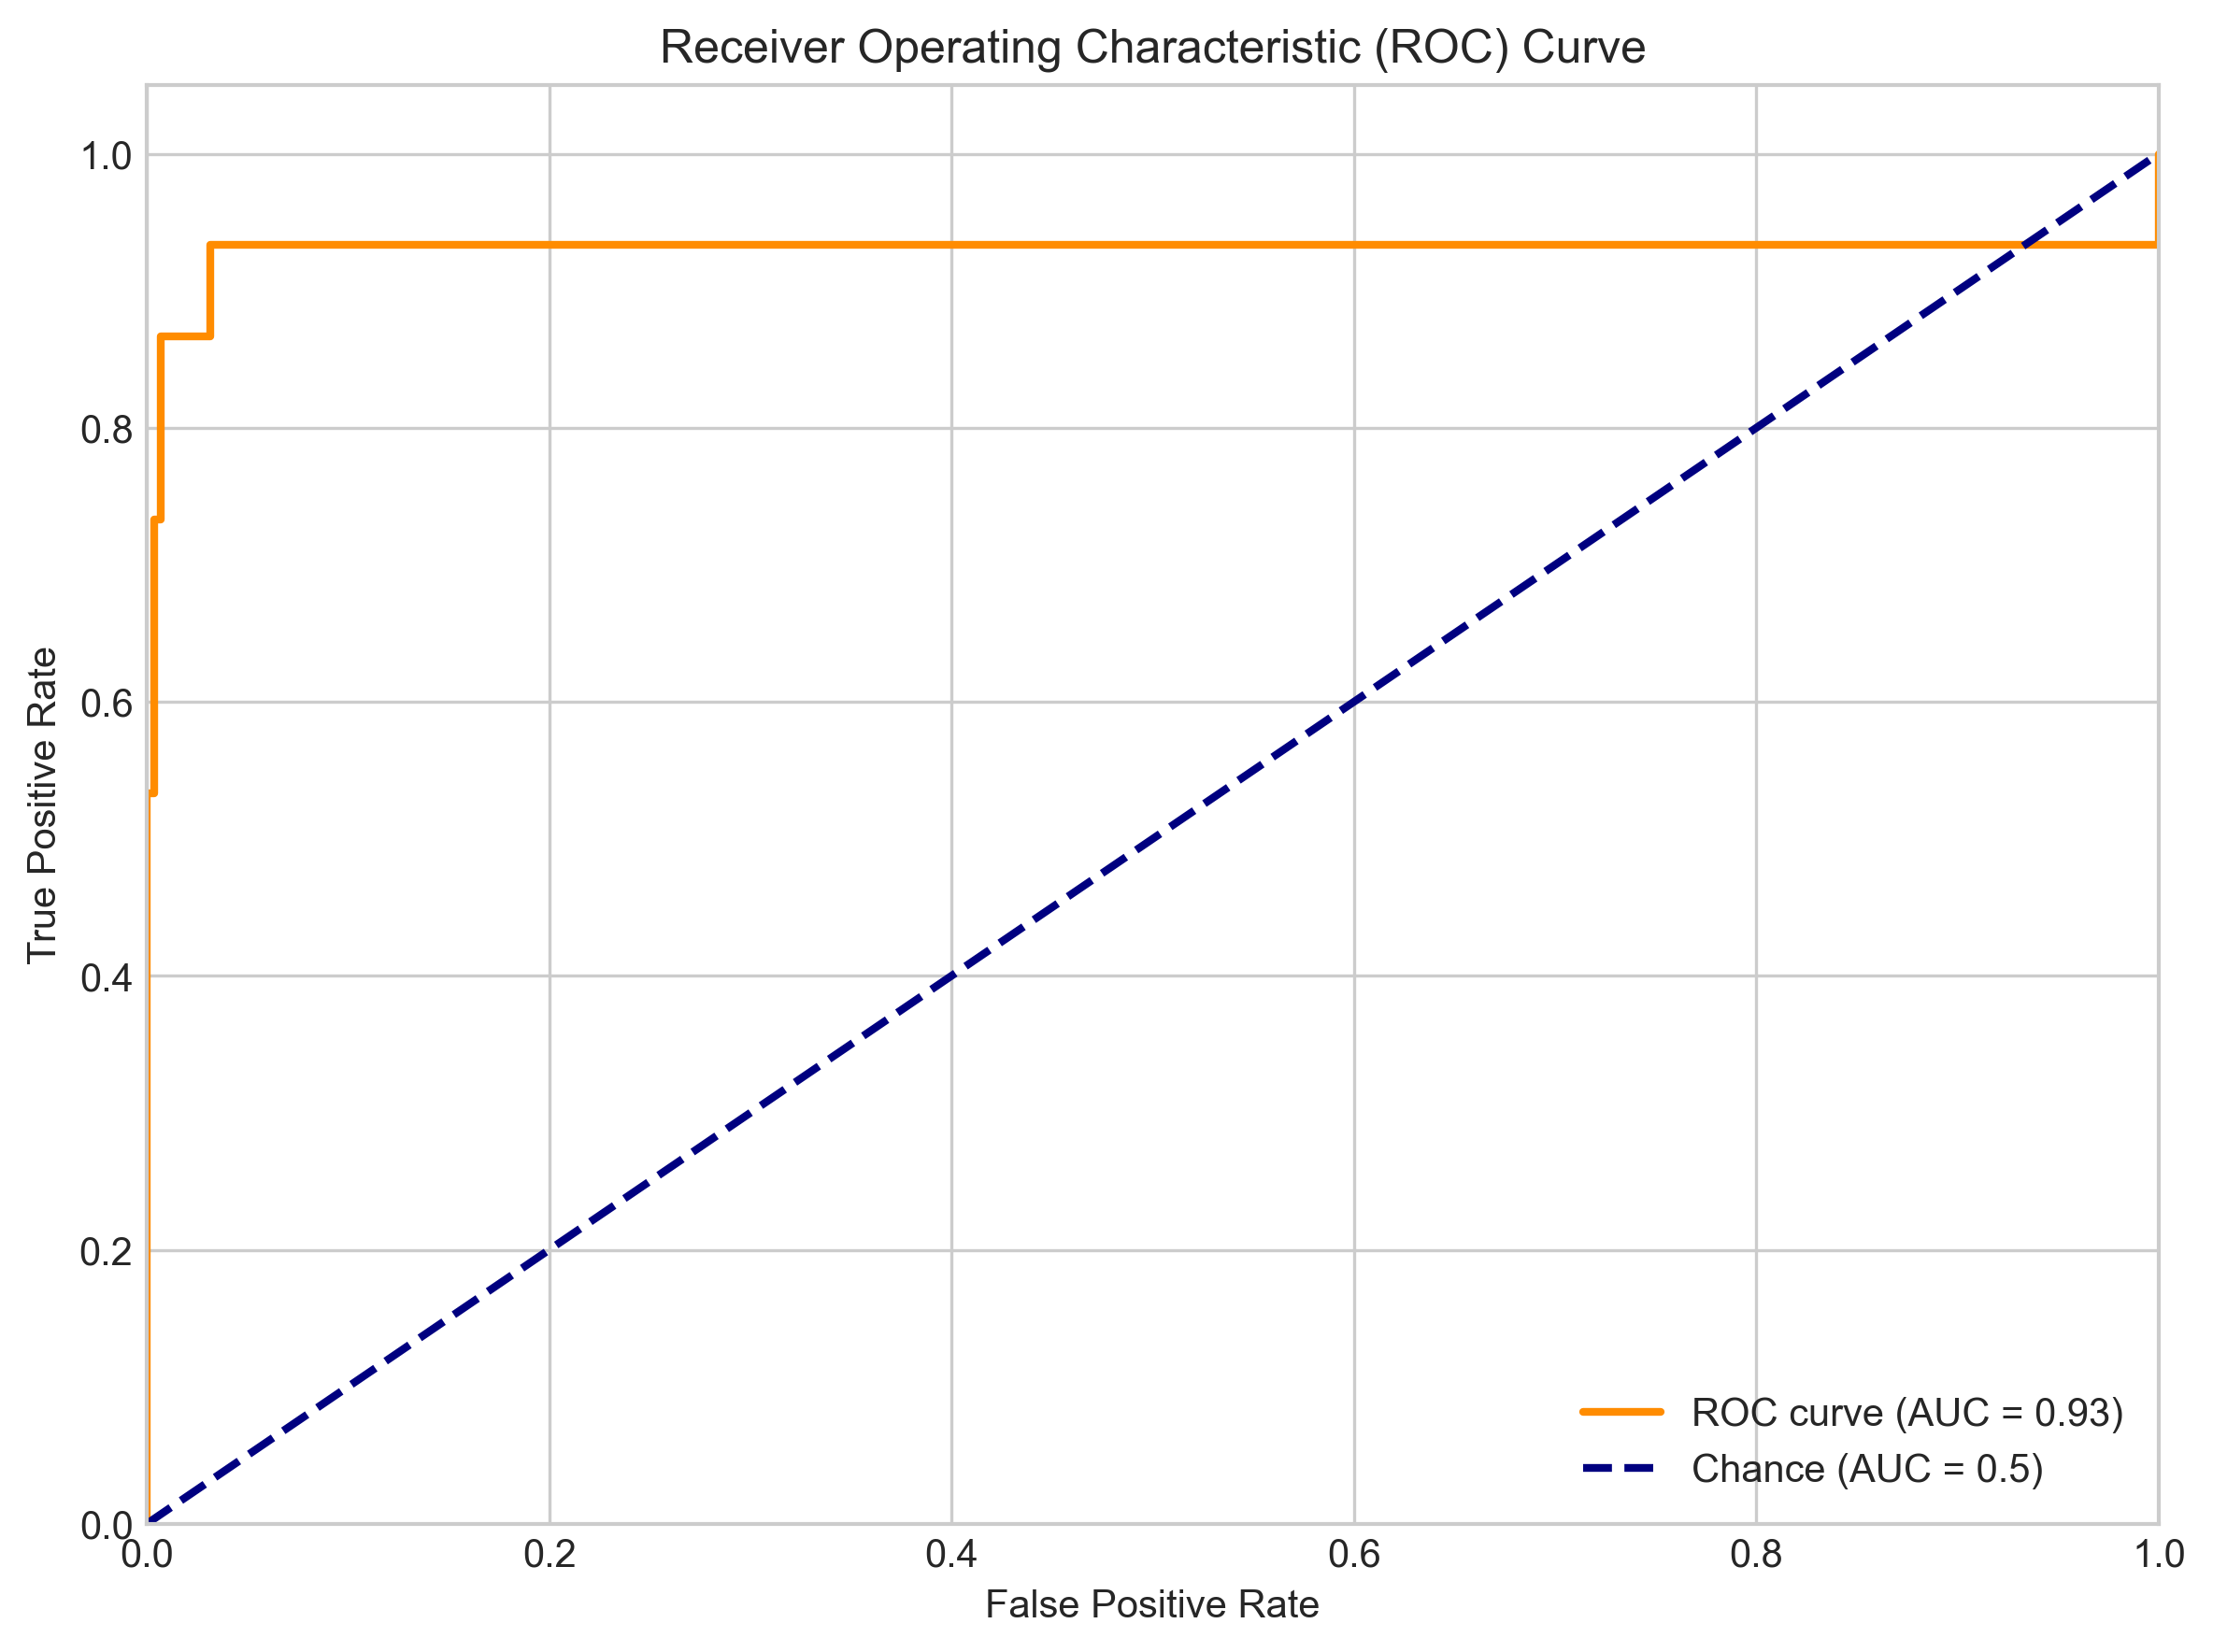 Receiver Operating Characteristic (ROC) Curve
True Positive Rate
1.0
0.8
0.6
0.4
0.2
0.0
0.0 0.2 0.4 0.6 0.8 1.0
False Positive Rate
ROC curve (AUC = 0.93)
Chance (AUC = 0.5)